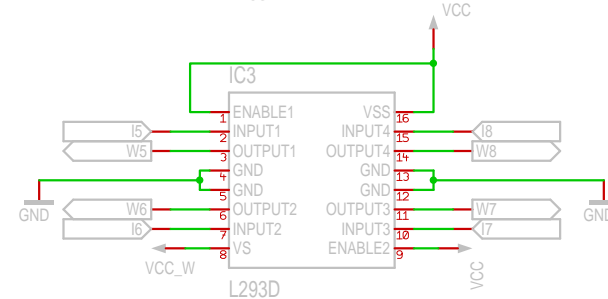 VCC
IC3
1 ENABLE1 VSS 16
I5 2 INPUT1 INPUT4 15 I8
W5 3 OUTPUT1 OUTPUT4 14 W8
4 GND GND 13
GND 5 GND GND 12 GND
W6 6 OUTPUT2 OUTPUT3 11 W7
I6 7 INPUT2 INPUT3 10 I7
8 VS ENABLE2 9
VCC_W VCC
L293D